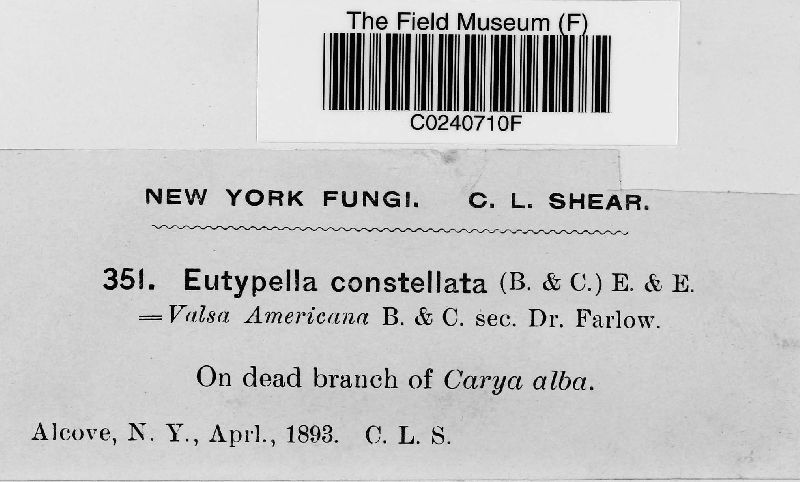 The Field Museum (F)
C0240710F
NEW YORK FUNGI. C. L. SHEAR.
351. Eutypella constellata (B. & C.) E. & E.
= Valsa Americana B. & C. sec. Dr. Farlow.
On dead branch of Carya alba.
Alcove, N. Y., Aprl., 1893. C. L. S.